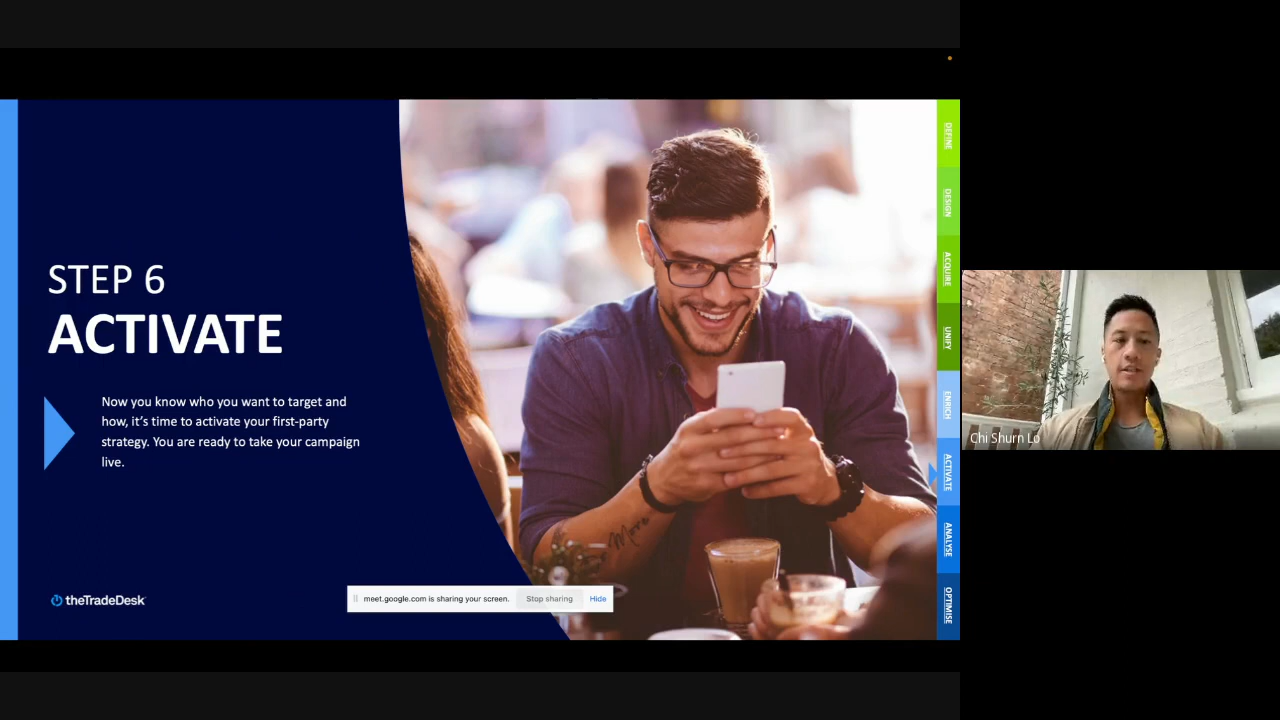 STEP 6
ACTIVATE
Now you know who you want to target and
how, it's time to activate your first-party
strategy. You are ready to take your campaign
live.
theTradeDesk
meet.google.com is sharing your screen. Stop sharing Hide
More
DEFINE
DESIGN
ACQUIRE
UNIFY
ENRICH
ACTIVATE
ANALYSE
OPTIMISE
Chi Shurn Lo